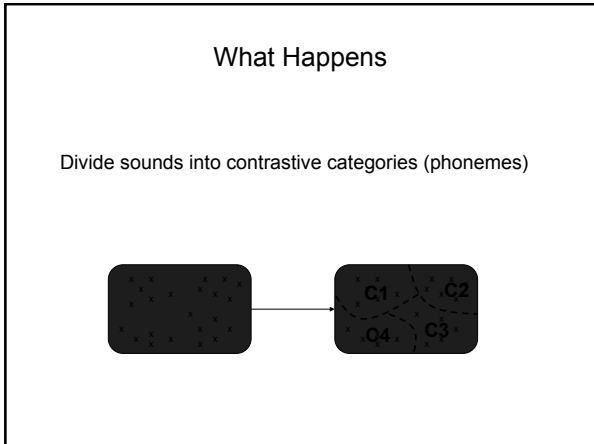 What Happens
Divide sounds into contrastive categories (phonemes)
x x x x x x x x x x x x x x x x x x x x
C1 C2
C4 C3